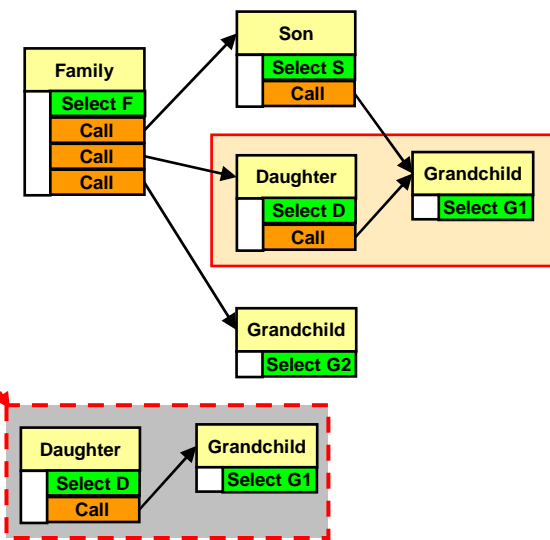 Family
Select F
Call
Call
Call
Son
Select S
Call
Daughter
Select D
Call
Grandchild
Select G1
Grandchild
Select G2
Daughter
Select D
Call
Grandchild
Select G1